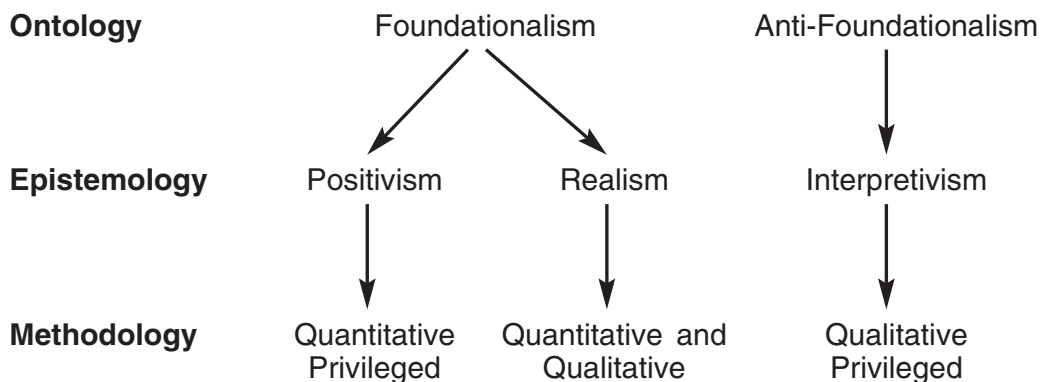 Ontology Foundationalism Anti-Foundationalism
Epistemology Positivism Realism Interpretivism
Methodology Quantitative Quantitative and Qualitative
Privileged Qualitative Privileged